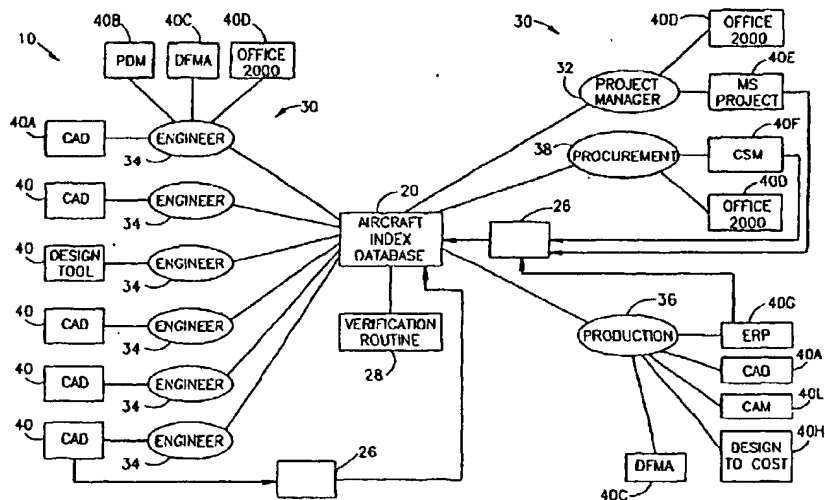 10
40B
40C
40D
PDM
DFMA
OFFICE
2000
30
40A
CAD
ENGINEER
34
40
CAD
ENGINEER
34
40
DESIGN
TOOL
ENGINEER
34
40
CAD
ENGINEER
34
40
CAD
ENGINEER
34
40
CAD
ENGINEER
34
26
20
AIRCRAFT
INDEX
DATABASE
VERIFICATION
ROUTINE
28
30
40D
OFFICE
2000
32
PROJECT
MANAGER
40E
MS
PROJECT
38
PROCUREMENT
40F
CSM
40D
OFFICE
2000
26
36
PRODUCTION
40G
ERP
40A
CAD
40L
CAM
40H
DESIGN
TO COST
DFMA
40C